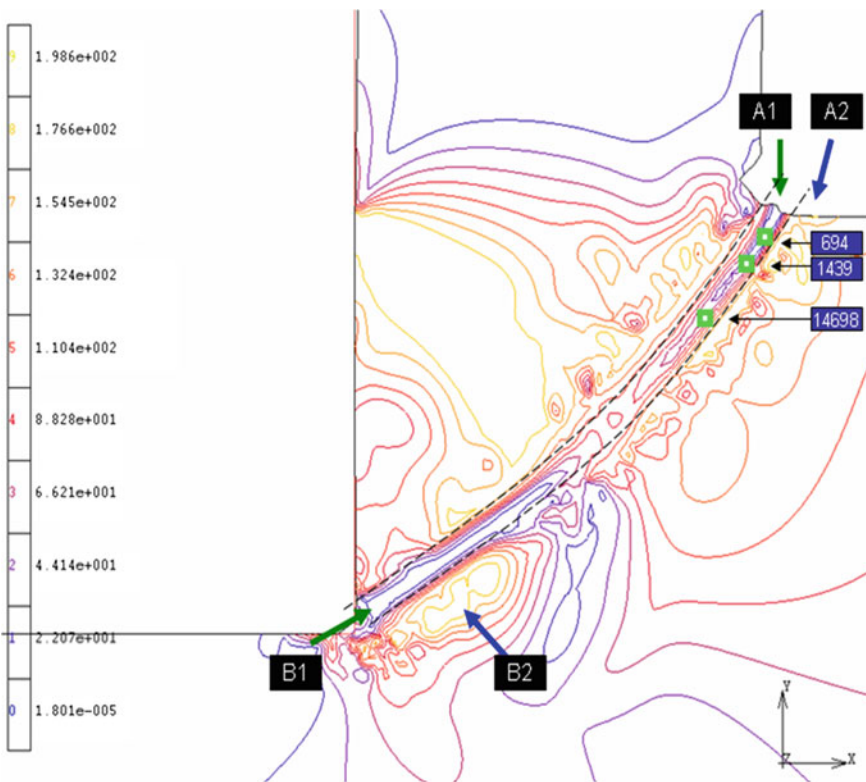 9 1.986e+002
8 1.766e+002
7 1.545e+002
6 1.324e+002
5 1.104e+002
4 8.828e+001
3 6.621e+001
2 4.414e+001
1 2.207e+001
0 1.801e-005
A1 A2
694
1439
14698
B1 B2
Y
Z X